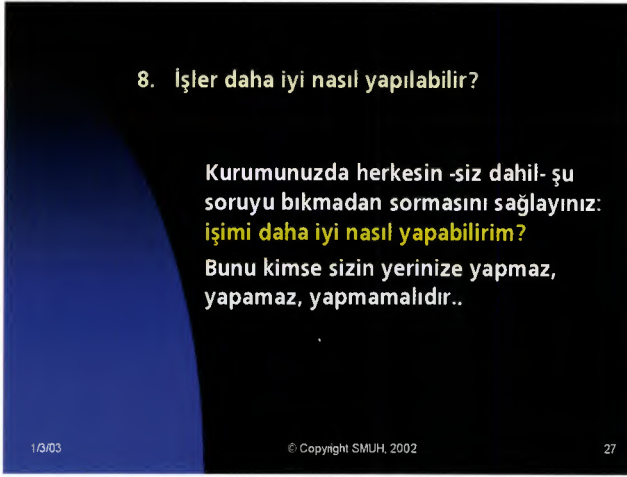 8. İşler daha iyi nasıl yapılabilir?
Kurumunuzda herkesin -siz dahil- şu
soruyu bıkmadan sormasını sağlayınız:
işimi daha iyi nasıl yapabilirim?
Bunu kimse sizin yerinize yapmaz,
yapamaz, yapmamalıdır..
1/3/03 © Copyright SMUH, 2002 27